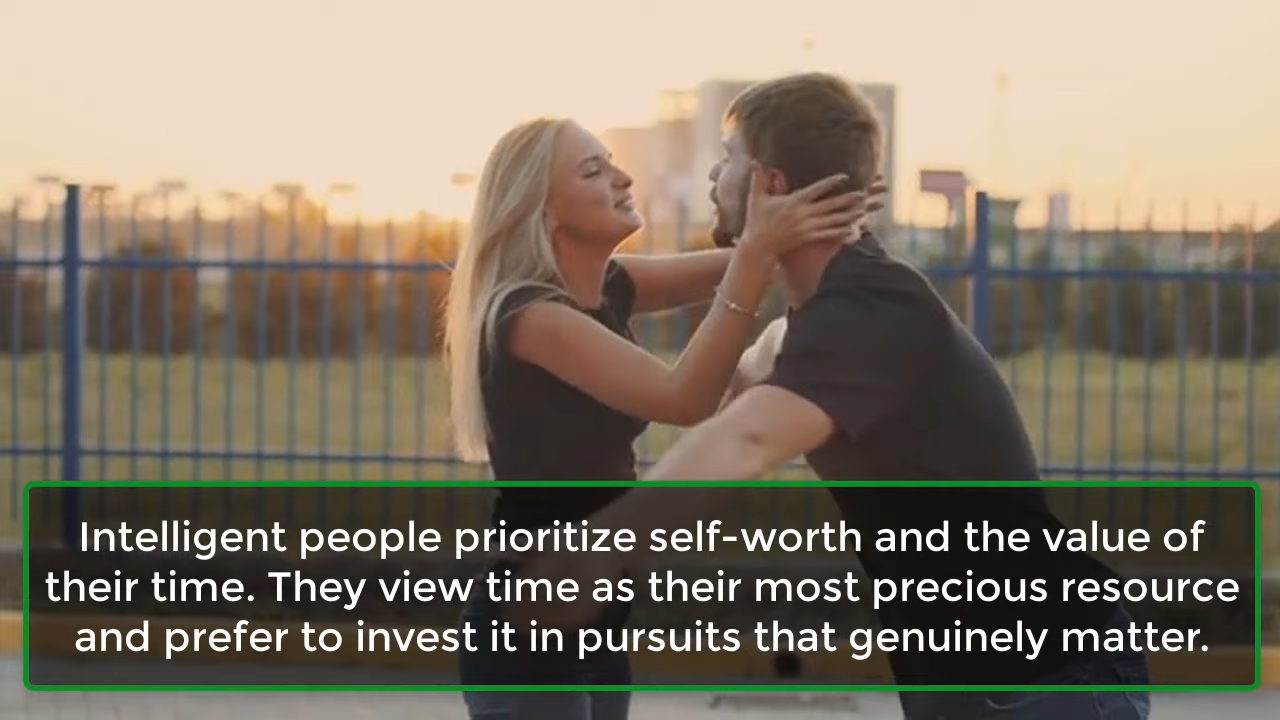 Intelligent people prioritize self-worth and the value of
their time. They view time as their most precious resource
and prefer to invest it in pursuits that genuinely matter.